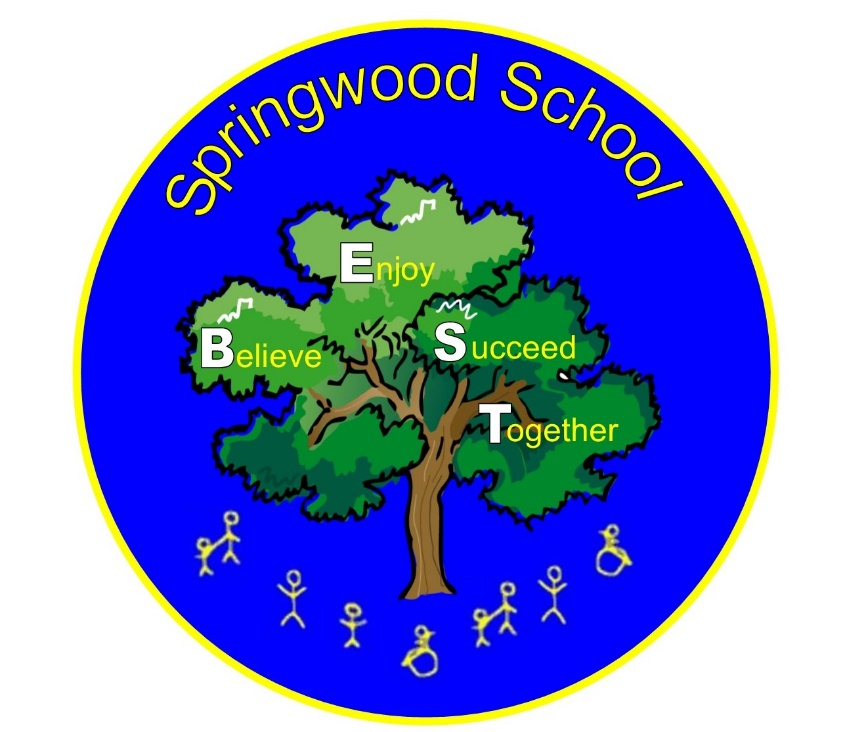 Springwood School
Enjoy
Believe
Succeed
Together